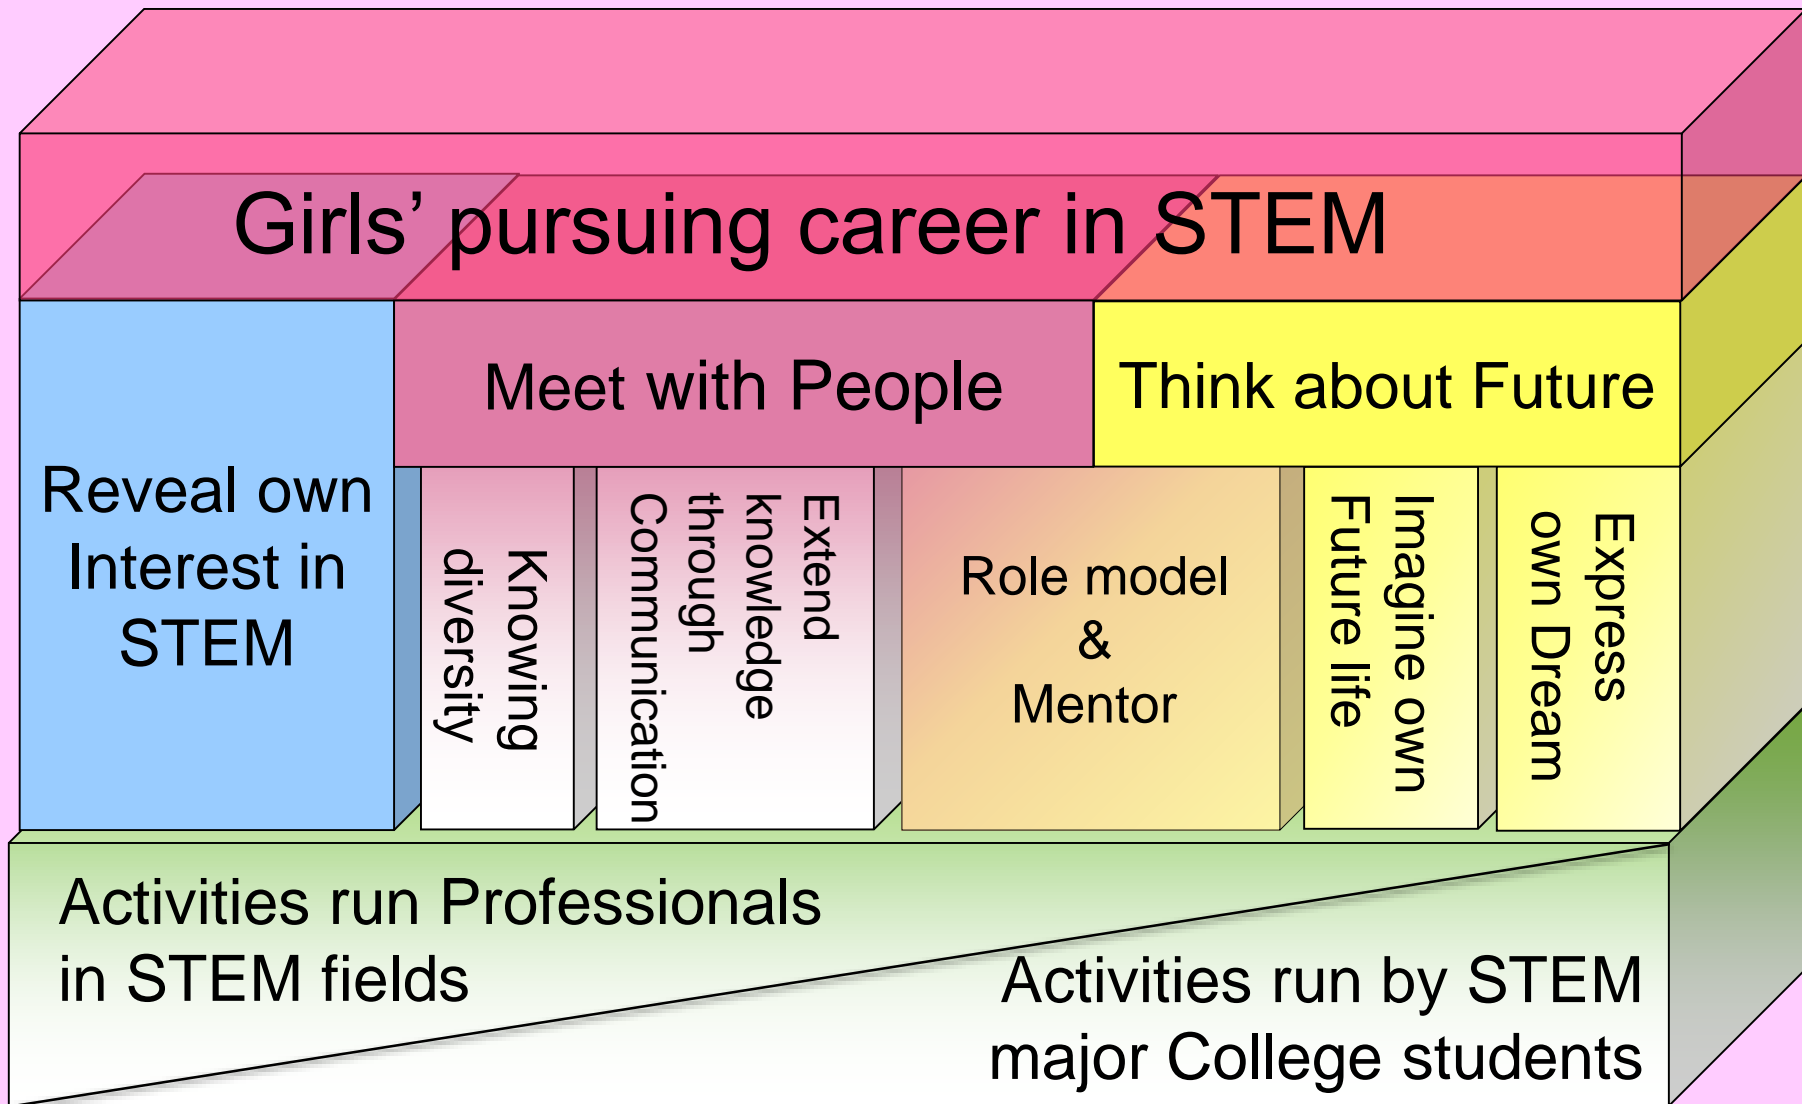 Girls’ pursuing career in STEM
Meet with People
Think about Future
Reveal own
Interest in
STEM
Knowing
diversity
Extend
knowledge
through
Communication
Role model
&
Mentor
Imagine own
Future life
Express
own Dream
Activities run Professionals
in STEM fields
Activities run by STEM
major College students